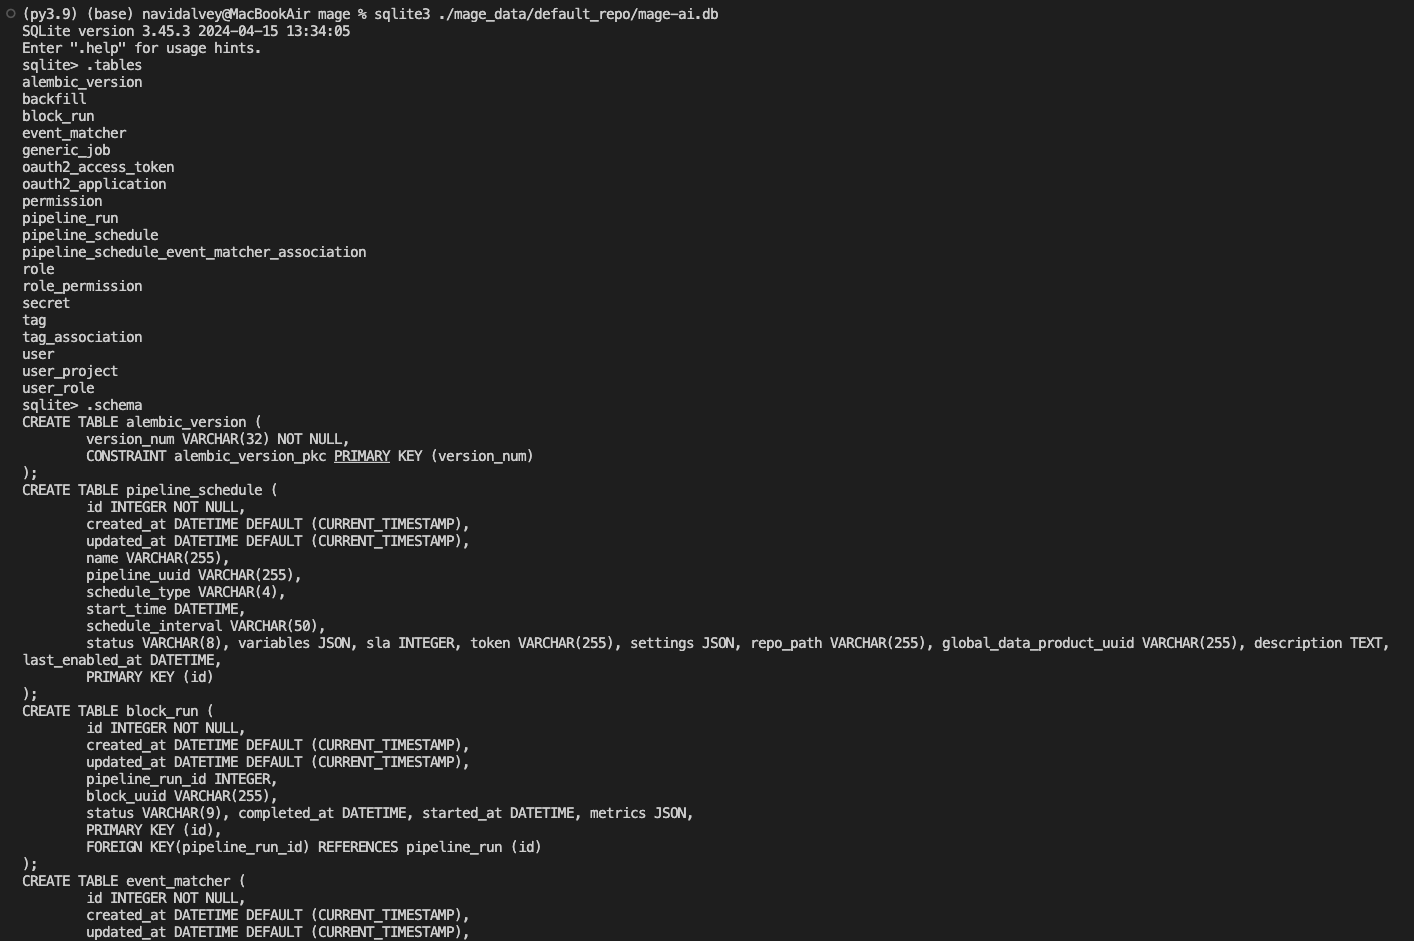 (py3.9) (base) navidalvey@MacBookAir mage % sqlite3 ./mage_data/default_repo/mage-ai.db
SQLite version 3.45.3 2024-04-15 13:34:05
Enter ".help" for usage hints.
sqlite> .tables
alembic_version
backfill
block_run
event_matcher
generic_job
oauth2_access_token
oauth2_application
permission
pipeline_run
pipeline_schedule
pipeline_schedule_event_matcher_association
role
role_permission
secret
tag
tag_association
user
user_project
user_role
sqlite> .schema
CREATE TABLE alembic_version (
        version_num VARCHAR(32) NOT NULL,
        CONSTRAINT alembic_version_pkc PRIMARY KEY (version_num)
);
CREATE TABLE pipeline_schedule (
        id INTEGER NOT NULL,
        created_at DATETIME DEFAULT (CURRENT_TIMESTAMP),
        updated_at DATETIME DEFAULT (CURRENT_TIMESTAMP),
        name VARCHAR(255),
        pipeline_uuid VARCHAR(255),
        schedule_type VARCHAR(4),
        start_time DATETIME,
        schedule_interval VARCHAR(50),
        status VARCHAR(8), variables JSON, sla INTEGER, token VARCHAR(255), settings JSON, repo_path VARCHAR(255), global_data_product_uuid VARCHAR(255), description TEXT,
last_enabled_at DATETIME,
        PRIMARY KEY (id)
);
CREATE TABLE block_run (
        id INTEGER NOT NULL,
        created_at DATETIME DEFAULT (CURRENT_TIMESTAMP),
        updated_at DATETIME DEFAULT (CURRENT_TIMESTAMP),
        pipeline_run_id INTEGER,
        block_uuid VARCHAR(255),
        status VARCHAR(9), completed_at DATETIME, started_at DATETIME, metrics JSON,
        PRIMARY KEY (id),
        FOREIGN KEY(pipeline_run_id) REFERENCES pipeline_run (id)
);
CREATE TABLE event_matcher (
        id INTEGER NOT NULL,
        created_at DATETIME DEFAULT (CURRENT_TIMESTAMP),
        updated_at DATETIME DEFAULT (CURRENT_TIMESTAMP),